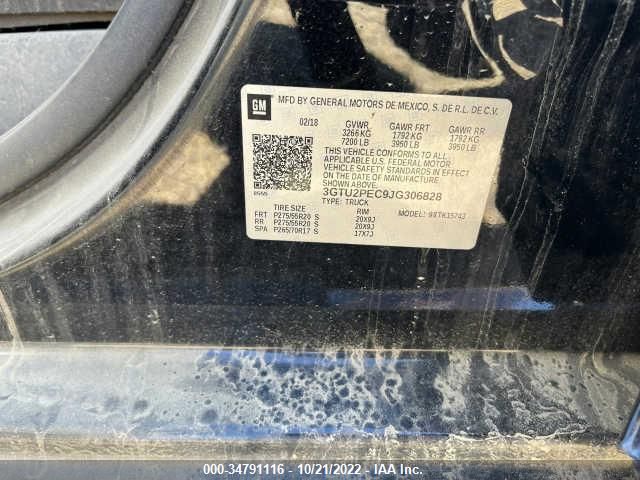 GM
MFD BY GENERAL MOTORS DE MEXICO, S. DE R.L. DE C.V.
02/18 GVWR GAWR FRT GAWR RR
3266 KG 1792 KG 1792 KG
7200 LB 3950 LB 3950 LB
THIS VEHICLE CONFORMS TO ALL
APPLICABLE U.S. FEDERAL MOTOR
VEHICLE SAFETY STANDARDS IN
EFFECT ON THE DATE OF
MANUFACTURE SHOWN ABOVE.
3GTU2PEC9JG306828
TYPE: TRUCK
TIRE SIZE RIM MODEL:
FRT P275/55R20 S 20X9J
RR P275/55R20 S 20X9J
SPA P265/70R17 S 17X7J
000-34791116 - 10/21/2022 - IAA Inc.